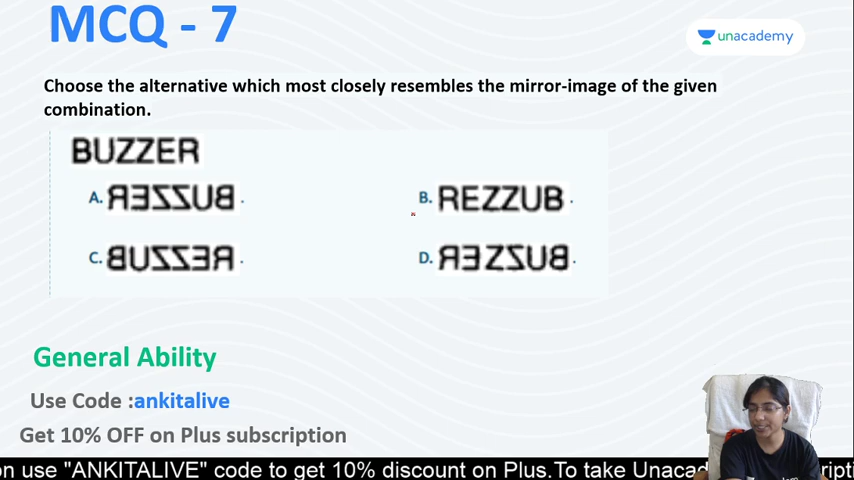 MCQ - 7
unacademy
Choose the alternative which most closely resembles the mirror-image of the given
combination.
BUZZER
A. ЯƎZZUB .
B. REZZUB .
C. BUZZƎЯ .
D. ЯƎZZUB .
General Ability
Use Code :ankitalive
Get 10% OFF on Plus subscription
on use "ANKITALIVE" code to get 10% discount on Plus.To take Unacad